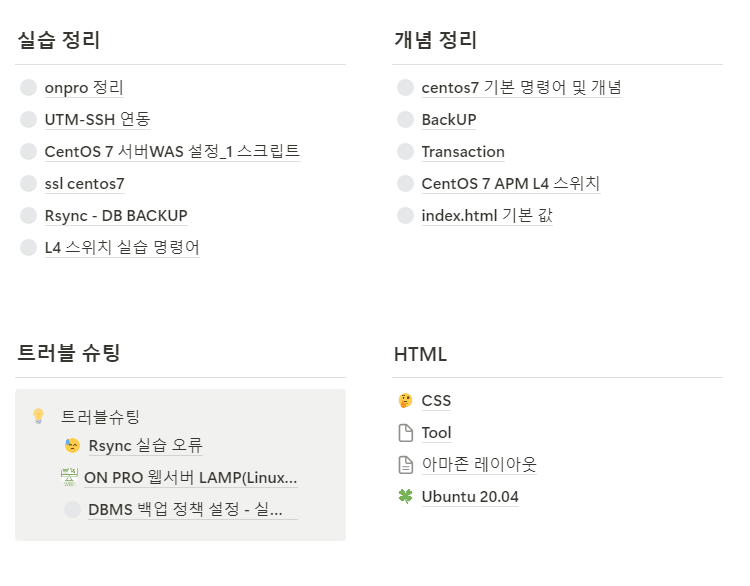 실습 정리
onpro 정리
UTM-SSH 연동
CentOS 7 서버WAS 설정_1 스크립트
ssl centos7
Rsync - DB BACKUP
L4 스위치 실습 명령어
개념 정리
centos7 기본 명령어 및 개념
BackUP
Transaction
CentOS 7 APM L4 스위치
index.html 기본 값
트러블 슈팅
트러블슈팅
Rsync 실습 오류
ON PRO 웹서버 LAMP(Linux...
DBMS 백업 정책 설정 - 실...
HTML
CSS
Tool
아마존 레이아웃
Ubuntu 20.04